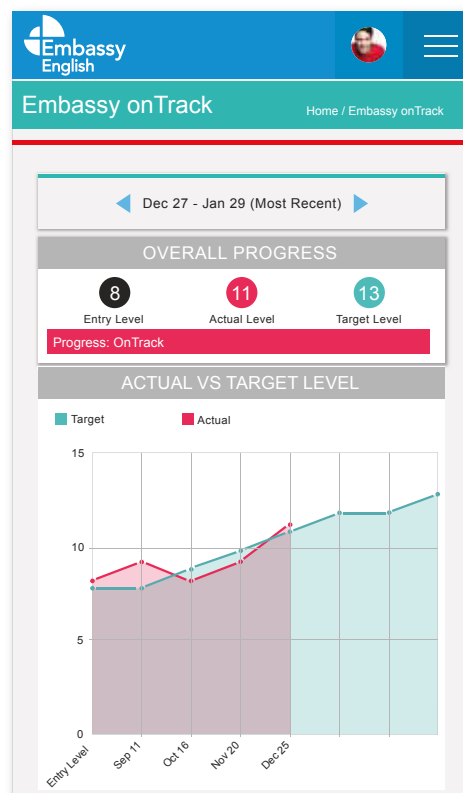 Embassy
English
Embassy onTrack
Home / Embassy onTrack
Dec 27 - Jan 29 (Most Recent)
OVERALL PROGRESS
8
11
13
Entry Level
Actual Level
Target Level
Progress: OnTrack
ACTUAL VS TARGET LEVEL
Target
Actual
15
10
5
0
Entry Level
Sep 11
Oct 16
Nov 20
Dec 25